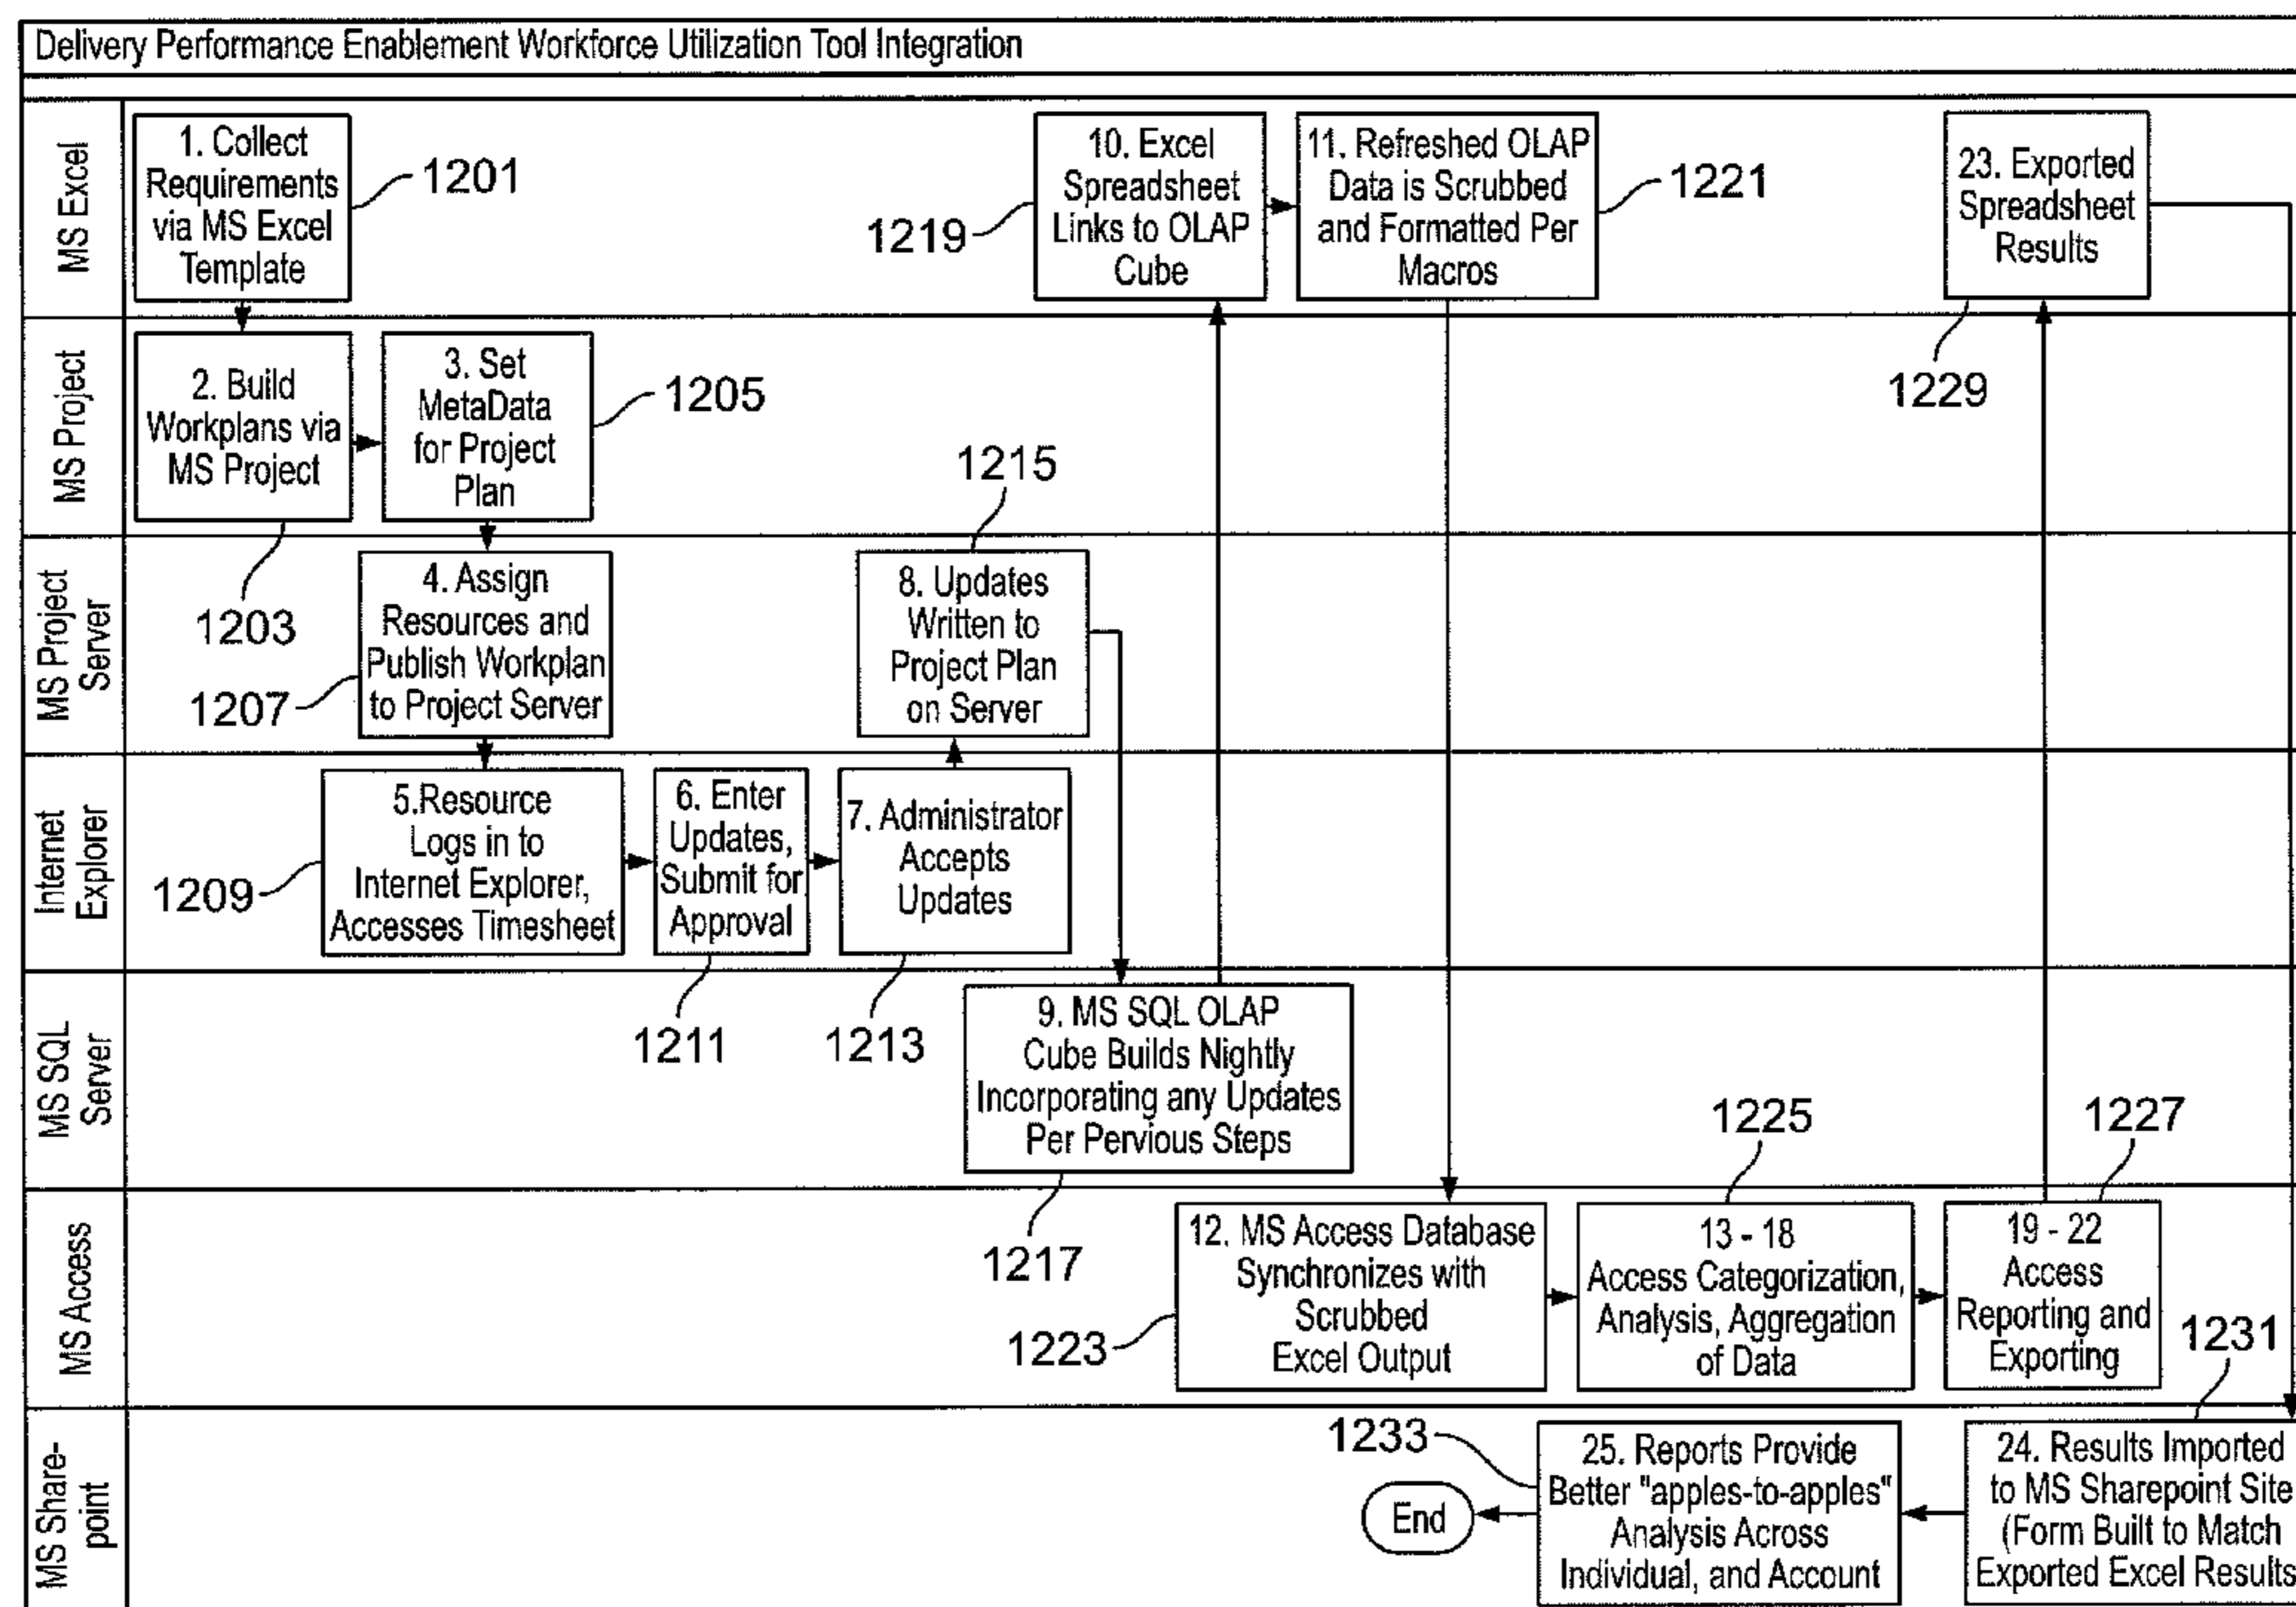 Delivery Performance Enablement Workforce Utilization Tool Integration
MS Excel
1. Collect
Requirements
via MS Excel
Template
1201
10. Excel
Spreadsheet
Links to OLAP
Cube
1219
11. Refreshed OLAP
Data is Scrubbed
and Formatted Per
Macros
1221
23. Exported
Spreadsheet
Results
1229
MS Project
2. Build
Workplans via
MS Project
1203
3. Set
MetaData
for Project
Plan
1205
MS Project
Server
4. Assign
Resources and
Publish Workplan
to Project Server
1207
1215
8. Updates
Written to
Project Plan
on Server
Internet
Explorer
5.Resource
Logs in to
Internet Explorer,
Accesses Timesheet
1209
6. Enter
Updates,
Submit for
Approval
1211
7. Administrator
Accepts
Updates
1213
MS SQL
Server
9. MS SQL OLAP
Cube Builds Nightly
Incorporating any Updates
Per Pervious Steps
1217
MS Access
12. MS Access Database
Synchronizes with
Scrubbed
Excel Output
1223
1225
13 - 18
Access Categorization,
Analysis, Aggregation
of Data
1227
19 - 22
Access
Reporting and
Exporting
1231
MS Share-
point
24. Results Imported
to MS Sharepoint Site
(Form Built to Match
Exported Excel Results
1233
25. Reports Provide
Better "apples-to-apples"
Analysis Across
Individual, and Account
End